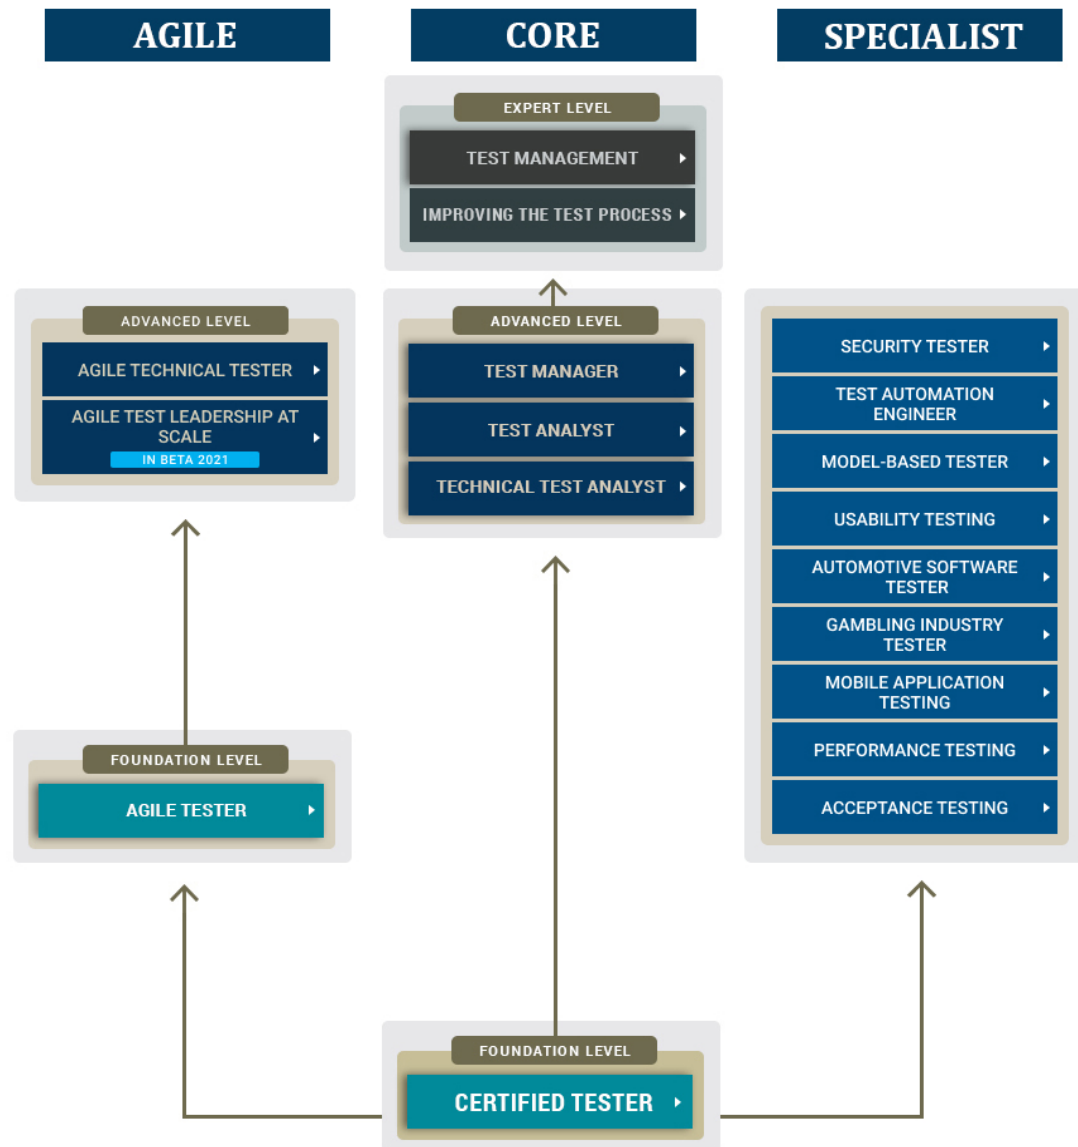 AGILE
CORE
SPECIALIST
EXPERT LEVEL
TEST MANAGEMENT
IMPROVING THE TEST PROCESS
ADVANCED LEVEL
AGILE TECHNICAL TESTER
AGILE TEST LEADERSHIP AT
SCALE
IN BETA 2021
ADVANCED LEVEL
TEST MANAGER
TEST ANALYST
TECHNICAL TEST ANALYST
SECURITY TESTER
TEST AUTOMATION
ENGINEER
MODEL-BASED TESTER
USABILITY TESTING
AUTOMOTIVE SOFTWARE
TESTER
GAMBLING INDUSTRY
TESTER
MOBILE APPLICATION
TESTING
PERFORMANCE TESTING
ACCEPTANCE TESTING
FOUNDATION LEVEL
AGILE TESTER
FOUNDATION LEVEL
CERTIFIED TESTER